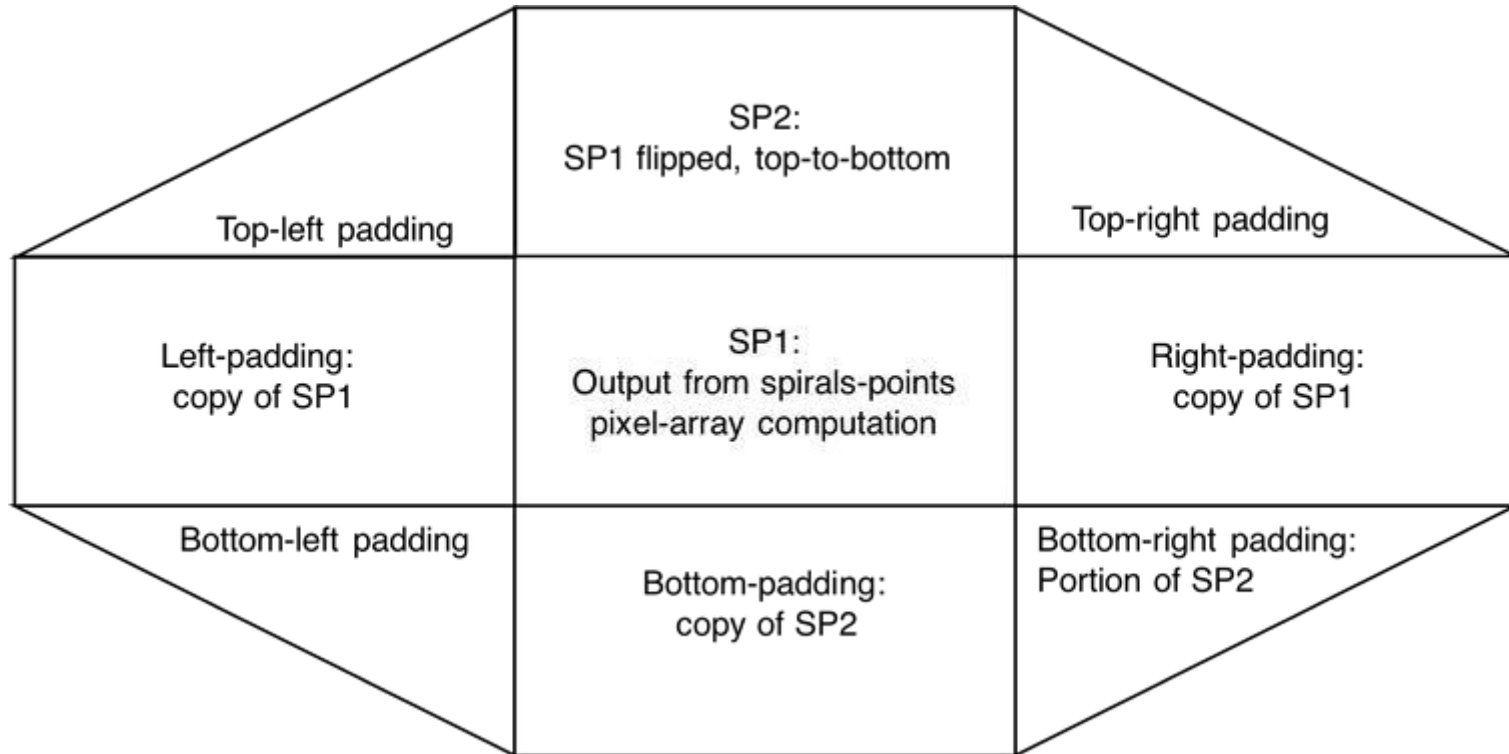 SP2:
SP1 flipped, top-to-bottom
Top-left padding
Top-right padding
Left-padding:
copy of SP1
SP1:
Output from spirals-points
pixel-array computation
Right-padding:
copy of SP1
Bottom-left padding
Bottom-padding:
copy of SP2
Bottom-right padding:
Portion of SP2